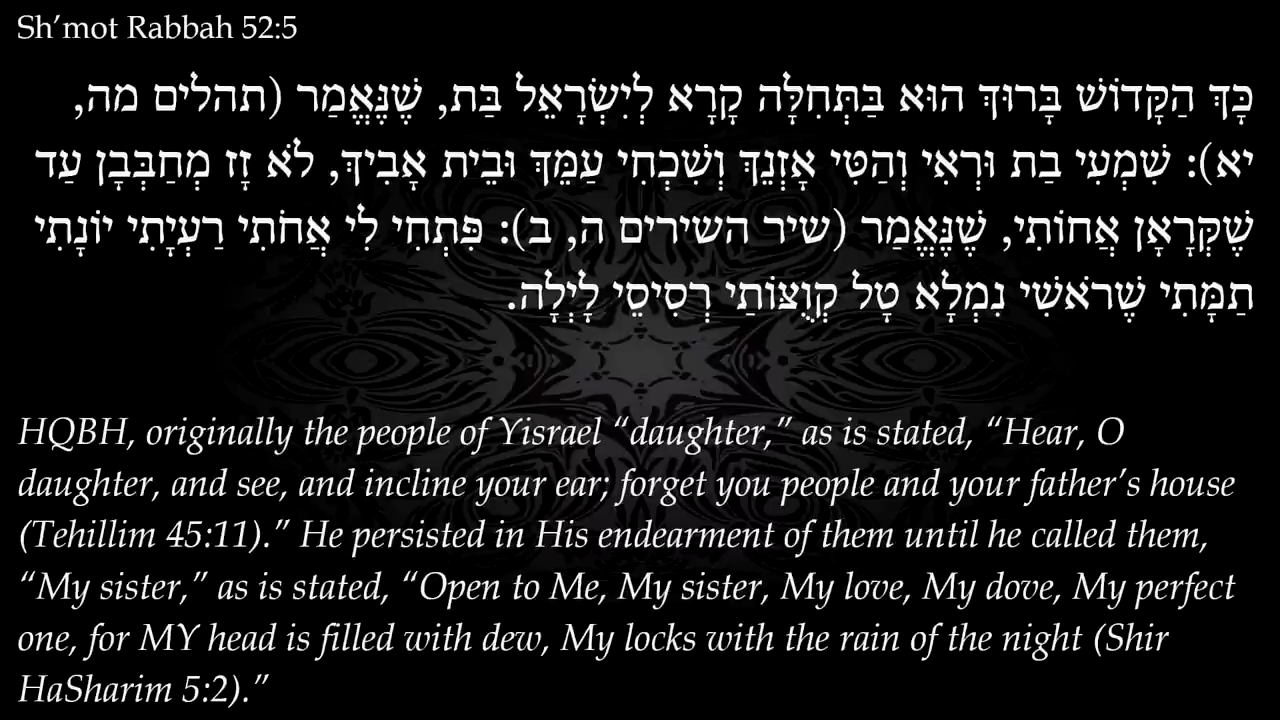 Sh’mot Rabbah 52:5
כָּךְ הַקָּדוֹשׁ בָּרוּךְ הוּא בַּתְּחִלָּה קָרָא לְיִשְׂרָאֵל בַּת, שֶׁנֶּאֱמַר (תהלים מה,
יא): שִׁמְעִי בַת וּרְאִי וְהַטִּי אָזְנֵךְ וְשִׁכְחִי עַמֵּךְ וּבֵית אָבִיךְ, לֹא זָז מְחַבְּבָן עַד
שֶׁקְּרָאָן אֲחוֹתִי, שֶׁנֶּאֱמַר (שיר השירים ה, ב): פִּתְחִי לִי אֲחֹתִי רַעְיָתִי יוֹנָתִי
תַמָּתִי שֶׁרֹאשִׁי נִמְלָא טָל קְוֻצּוֹתַי רְסִיסֵי לָיְלָה.
HQBH, originally the people of Yisrael “daughter,” as is stated, “Hear, O
daughter, and see, and incline your ear; forget you people and your father’s house
(Tehillim 45:11).” He persisted in His endearment of them until he called them,
“My sister,” as is stated, “Open to Me, My sister, My love, My dove, My perfect
one, for MY head is filled with dew, My locks with the rain of the night (Shir
HaSharim 5:2).”